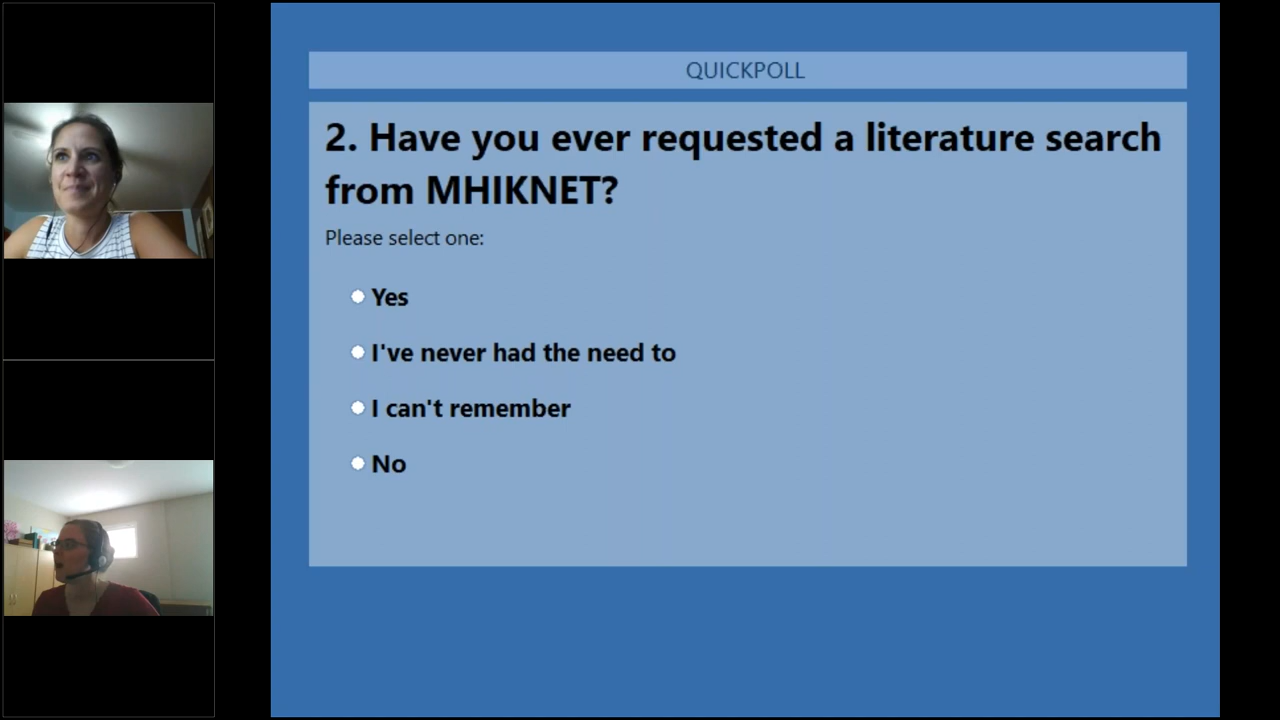 QUICKPOLL
2. Have you ever requested a literature search
from MHIKNET?
Please select one:
Yes
I've never had the need to
I can't remember
No